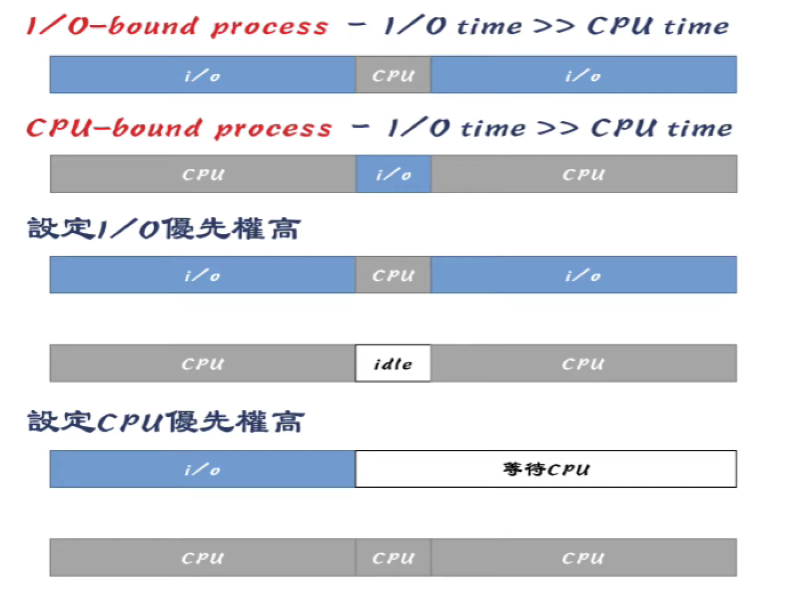 I/O-bound process - I/O time >> CPU time
i/o CPU i/o
CPU-bound process - I/O time >> CPU time
CPU i/o CPU
設定I/O優先權高
i/o CPU i/o
CPU idle CPU
設定CPU優先權高
i/o 等待CPU
CPU CPU CPU